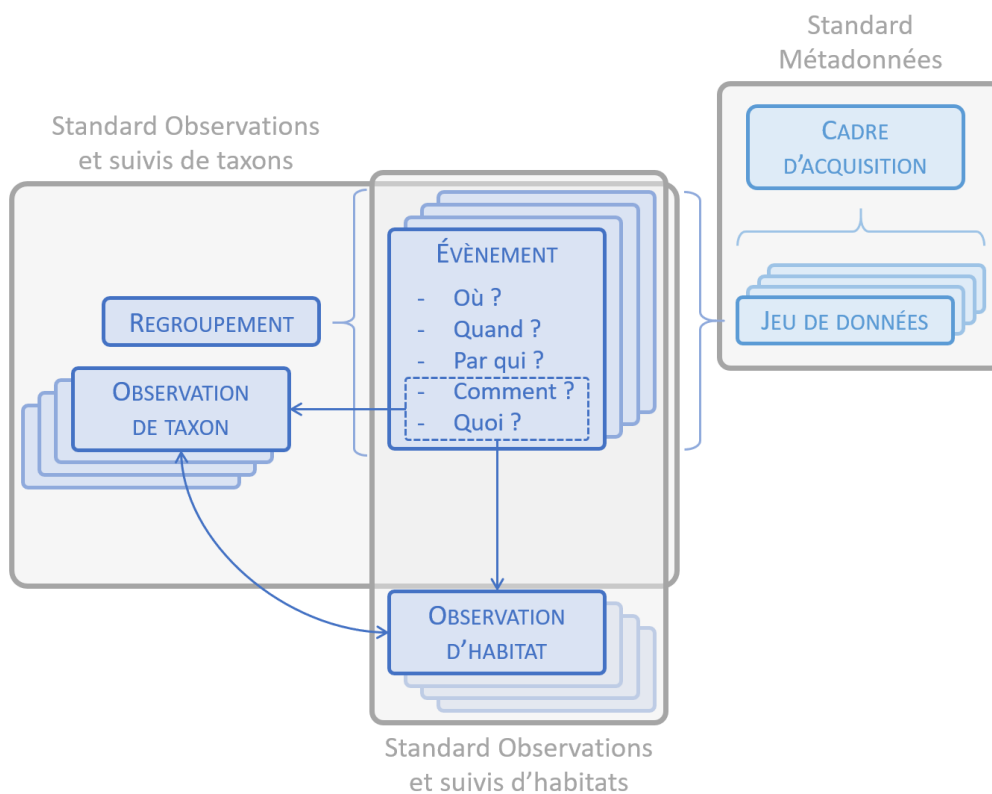 Standard
Métadonnées
CADRE
D'ACQUISITION
JEU DE DONNÉES
Standard Observations
et suivis de taxons
ÉVÈNEMENT
- Où ?
- Quand ?
- Par qui ?
- Comment ?
- Quoi ?
REGROUPEMENT
OBSERVATION
DE TAXON
OBSERVATION
D'HABITAT
Standard Observations
et suivis d'habitats